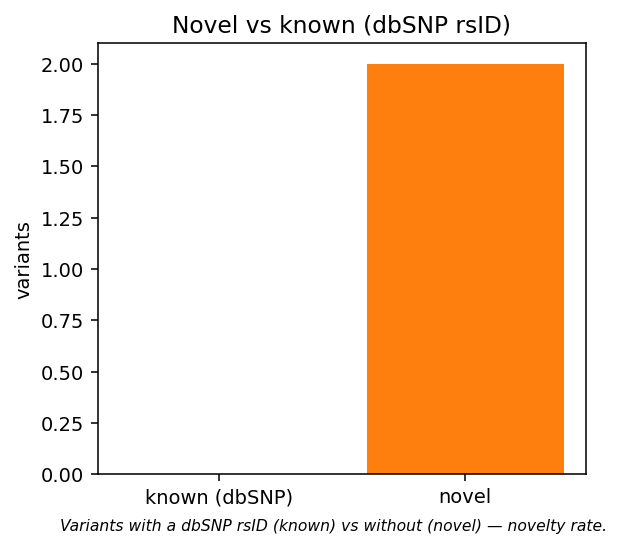 Novel vs known (dbSNP rsID)
2.00
1.75
1.50
1.25
1.00
0.75
0.50
0.25
0.00
variants
known (dbSNP)
novel
Variants with a dbSNP rsID (known) vs without (novel) — novelty rate.